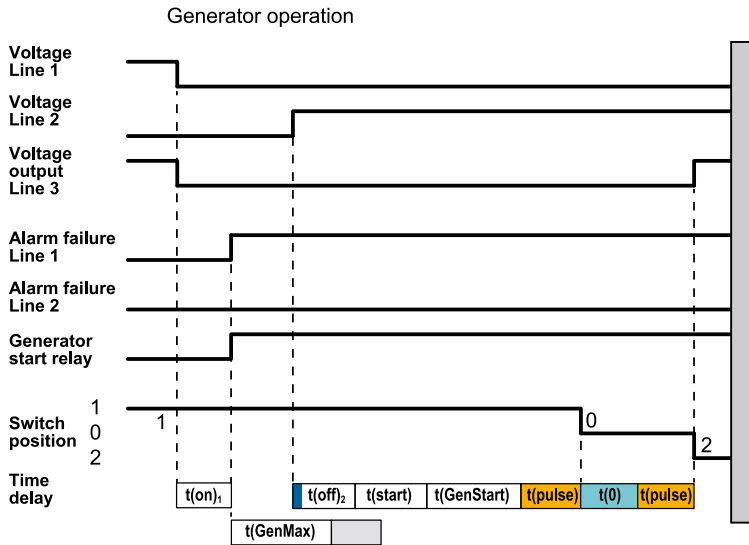 Generator operation
Voltage
Line 1
Voltage
Line 2
Voltage
output
Line 3
Alarm failure
Line 1
Alarm failure
Line 2
Generator
start relay
Switch
position
1
0
2
1
0
2
Time
delay
t(on)₁
t(off)₂
t(start)
t(GenStart)
t(pulse)
t(0)
t(pulse)
t(GenMax)